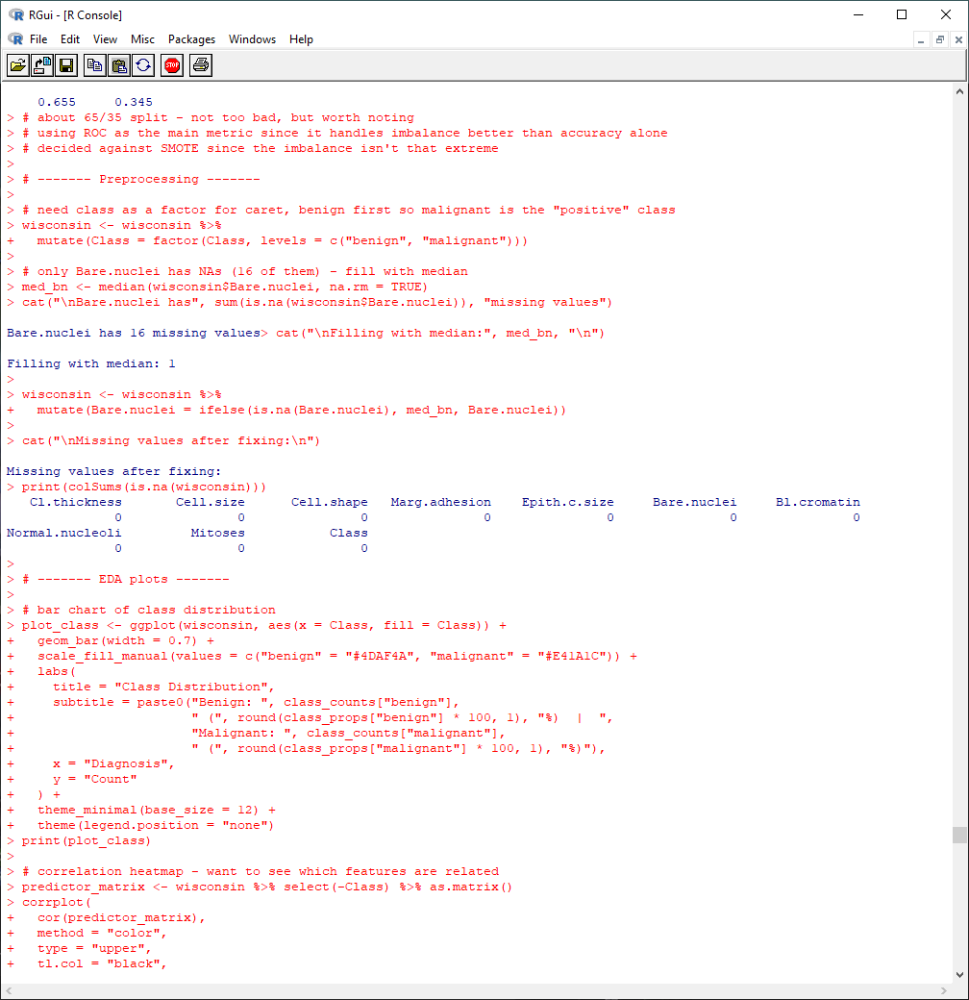 RGui - [R Console]
File Edit View Misc Packages Windows Help
STOP
    0.655     0.345
> # about 65/35 split - not too bad, but worth noting
> # using ROC as the main metric since it handles imbalance better than accuracy alone
> # decided against SMOTE since the imbalance isn't that extreme
>
> # ------- Preprocessing -------
>
> # need class as a factor for caret, benign first so malignant is the "positive" class
> wisconsin <- wisconsin %>%
+   mutate(Class = factor(Class, levels = c("benign", "malignant")))
>
> # only Bare.nuclei has NAs (16 of them) - fill with median
> med_bn <- median(wisconsin$Bare.nuclei, na.rm = TRUE)
> cat("\nBare.nuclei has", sum(is.na(wisconsin$Bare.nuclei)), "missing values")
Bare.nuclei has 16 missing values> cat("\nFilling with median:", med_bn, "\n")
Filling with median: 1
>
> wisconsin <- wisconsin %>%
+   mutate(Bare.nuclei = ifelse(is.na(Bare.nuclei), med_bn, Bare.nuclei))
>
> cat("\nMissing values after fixing:\n")
Missing values after fixing:
> print(colSums(is.na(wisconsin)))
   Cl.thickness       Cell.size      Cell.shape   Marg.adhesion    Epith.c.size     Bare.nuclei     Bl.cromatin
              0               0               0               0               0               0               0
Normal.nucleoli         Mitoses           Class
              0               0               0
>
> # ------- EDA plots -------
>
> # bar chart of class distribution
> plot_class <- ggplot(wisconsin, aes(x = Class, fill = Class)) +
+   geom_bar(width = 0.7) +
+   scale_fill_manual(values = c("benign" = "#4DAF4A", "malignant" = "#E41A1C")) +
+   labs(
+     title = "Class Distribution",
+     subtitle = paste0("Benign: ", class_counts["benign"],
+                       " (", round(class_props["benign"] * 100, 1), "%)  |  ",
+                       "Malignant: ", class_counts["malignant"],
+                       " (", round(class_props["malignant"] * 100, 1), "%)"),
+     x = "Diagnosis",
+     y = "Count"
+   ) +
+   theme_minimal(base_size = 12) +
+   theme(legend.position = "none")
> print(plot_class)
>
> # correlation heatmap - want to see which features are related
> predictor_matrix <- wisconsin %>% select(-Class) %>% as.matrix()
> corrplot(
+   cor(predictor_matrix),
+   method = "color",
+   type = "upper",
+   tl.col = "black",